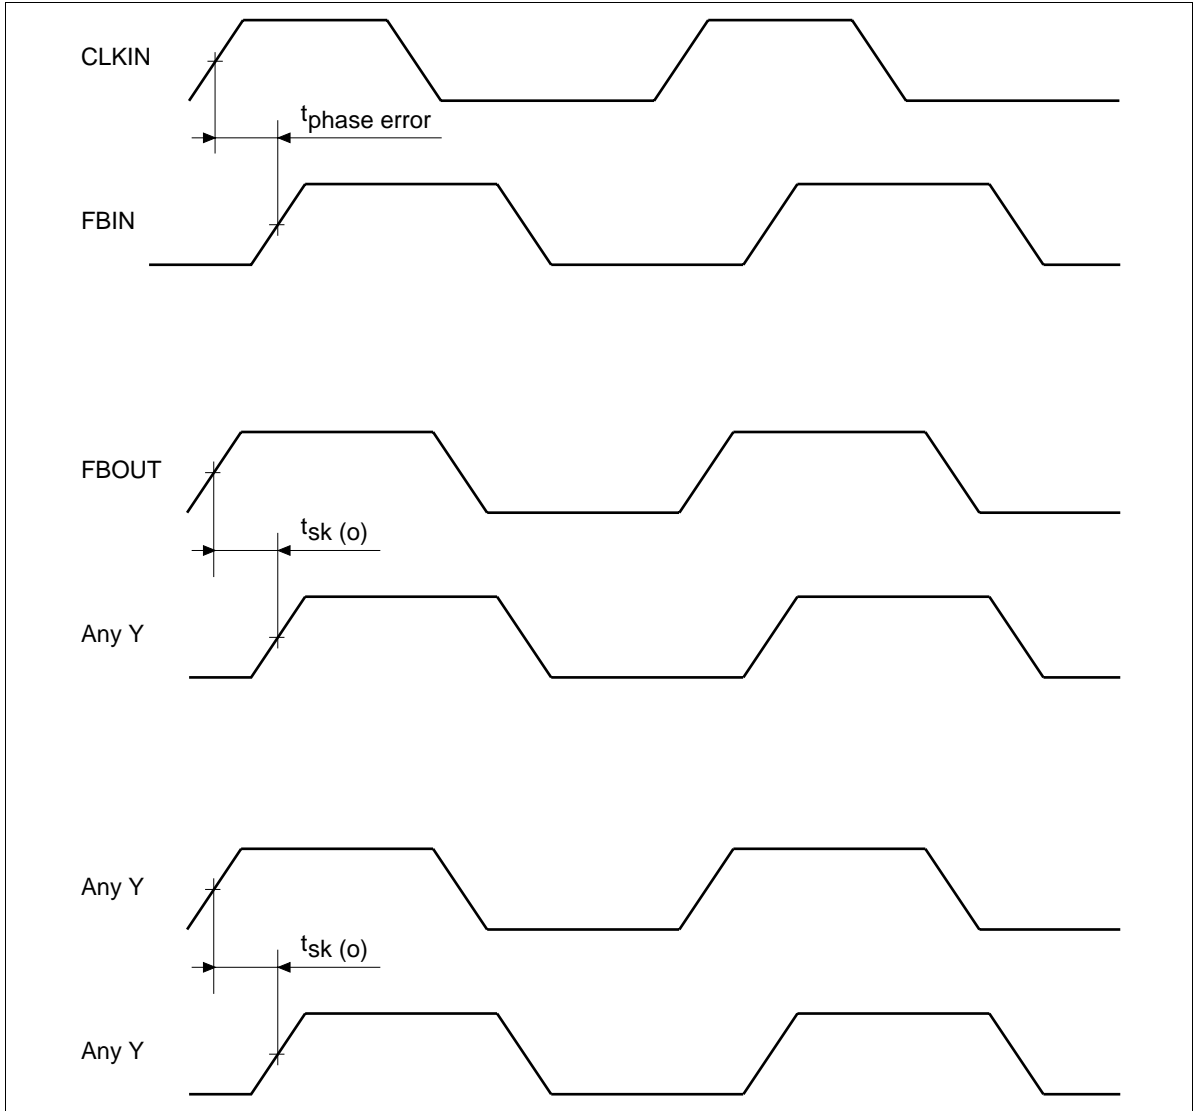 CLKIN
tphase error
FBIN
FBOUT
tsk (o)
Any Y
Any Y
tsk (o)
Any Y